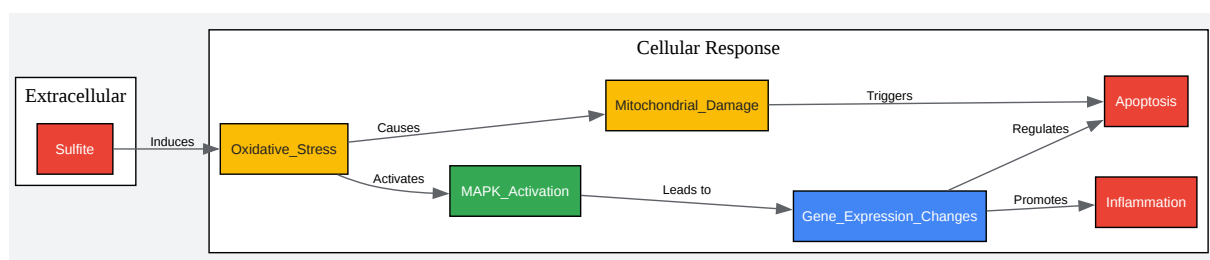 Cellular Response
Extracellular
Sulfite
Induces
Oxidative_Stress
Causes
Activates
Mitochondrial_Damage
MAPK_Activation
Triggers
Leads to
Gene_Expression_Changes
Regulates
Promotes
Apoptosis
Inflammation